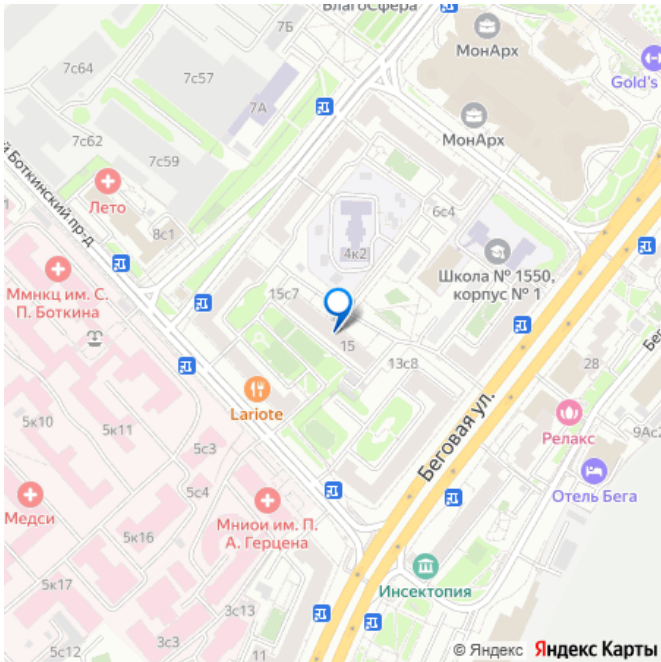 БлагоСфера
7Б
МонАрх
7с64
7с57
Gold's
7А
МонАрх
7с62
7с59
й Боткинский пр-д
Лето
8с1
6с4
4к2
Школа № 1550,
корпус № 1
Ммнкц им. С.
П. Боткина
15с7
15
13с8
28
Lariote
Беговая ул.
5к10
5к11
5с3
Релакс
9Ас2
5с4
Отель Бега
Медси
Мниои им. П.
А. Герцена
5к16
Инсектопия
5к17
3с13
3с3
11
5с12
© Яндекс Яндекс Карты